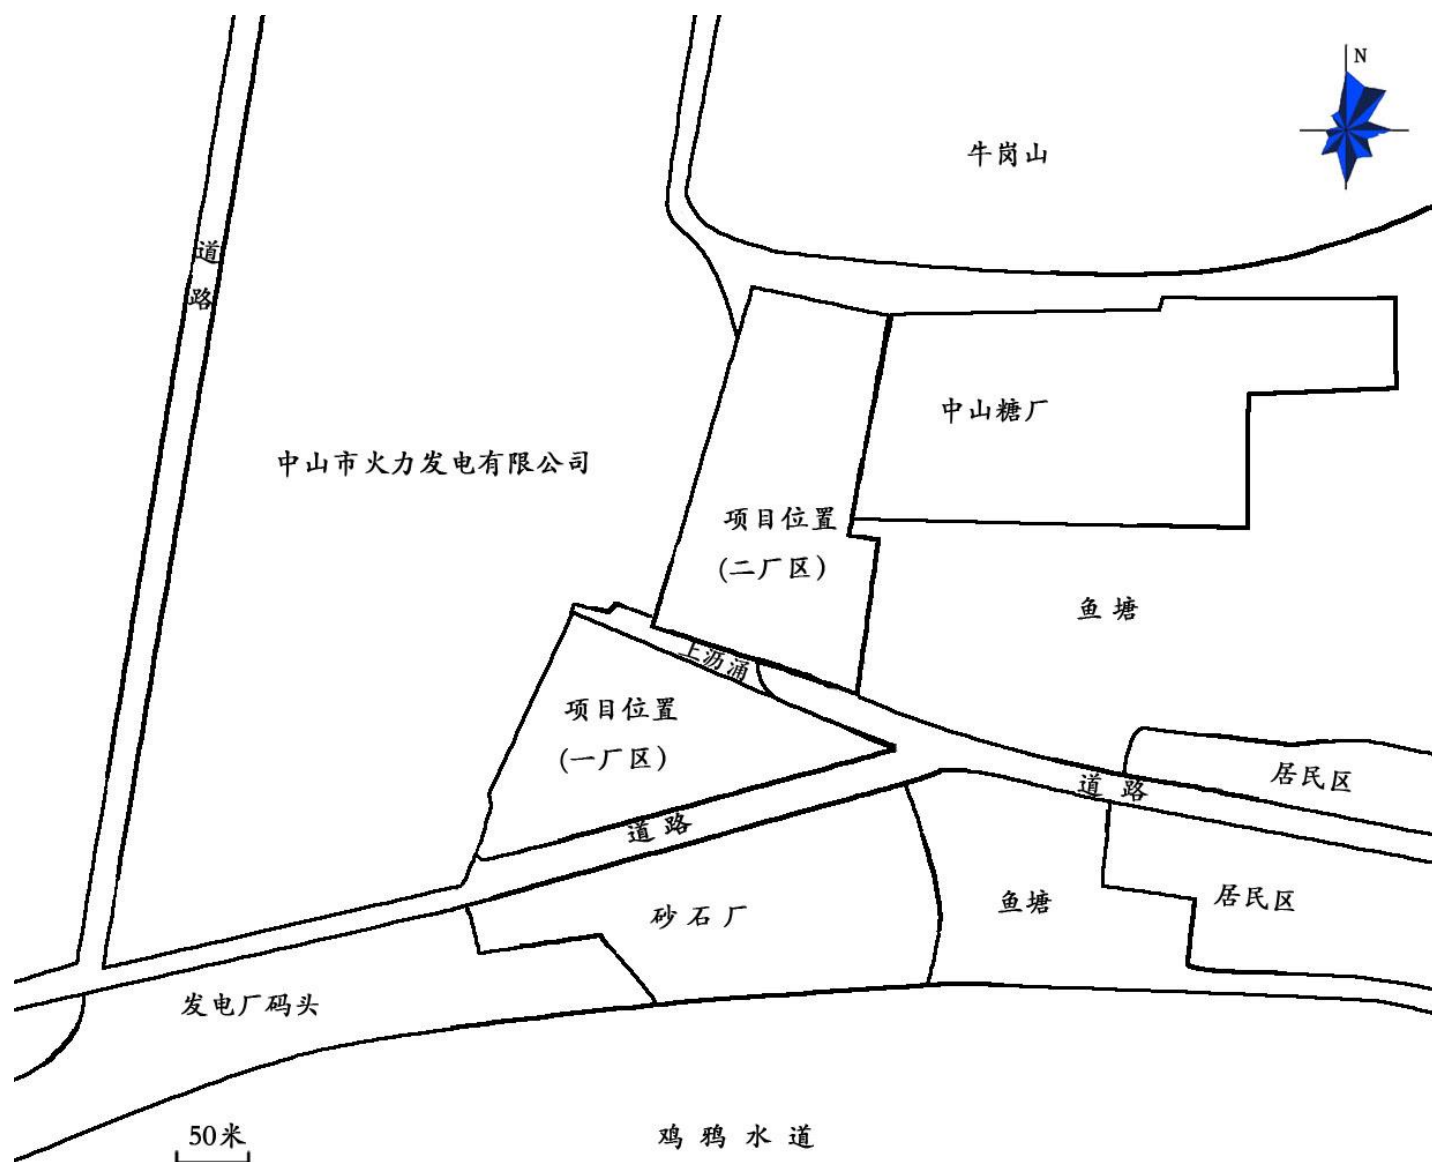 N
牛岗山
道
路
中山糖厂
中山市火力发电有限公司
项目位置
(二厂区)
鱼塘
上沥涌
项目位置
(一厂区)
居民区
道路
道路
居民区
鱼塘
砂石厂
发电厂码头
50米
鸡鸦水道